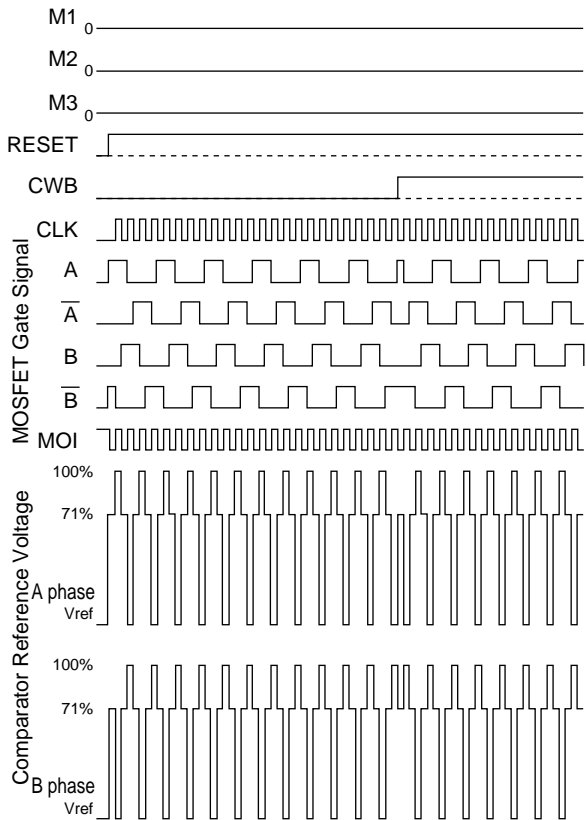 M1
0
M2
0
M3
0
RESET
CWB
CLK
MOSFET Gate Signal
A
A̅
B
B̅
MOI
Comparator Reference Voltage
100%
71%
A phase
Vref
100%
71%
B phase
Vref